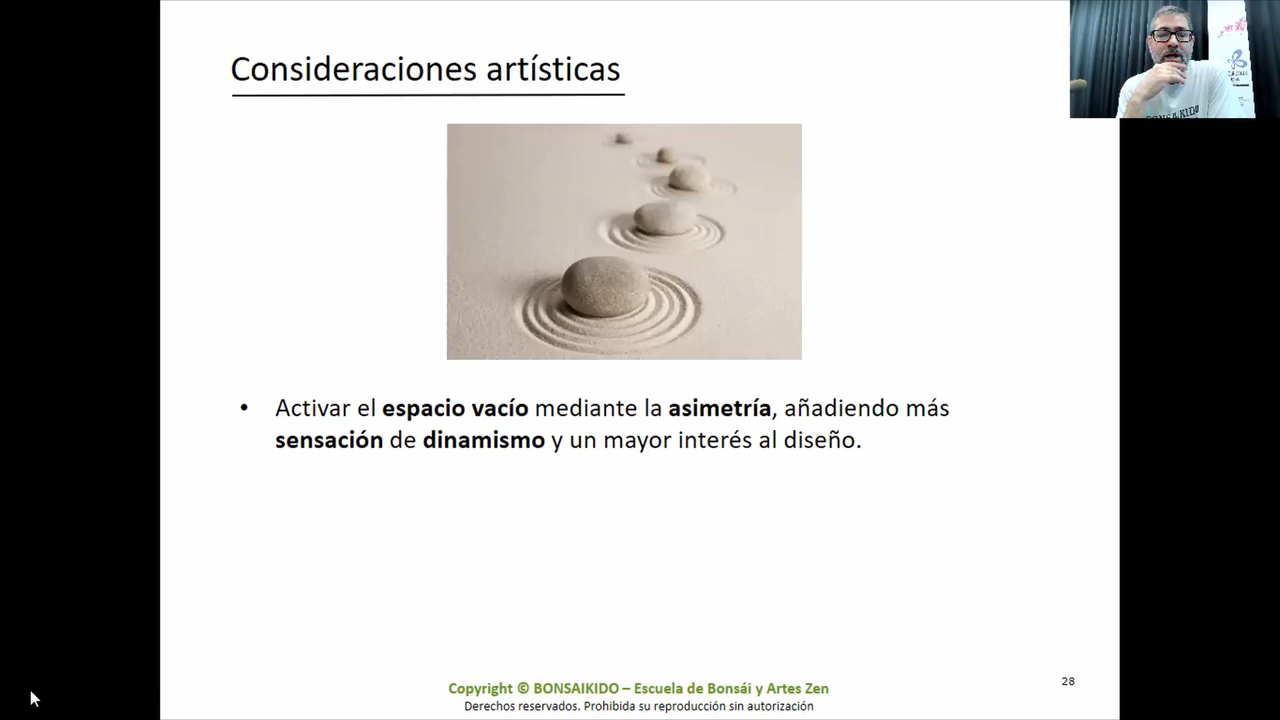 Consideraciones artísticas
• Activar el espacio vacío mediante la asimetría, añadiendo más
sensación de dinamismo y un mayor interés al diseño.
28
Copyright © BONSAIKIDO – Escuela de Bonsái y Artes Zen
Derechos reservados. Prohibida su reproducción sin autorización